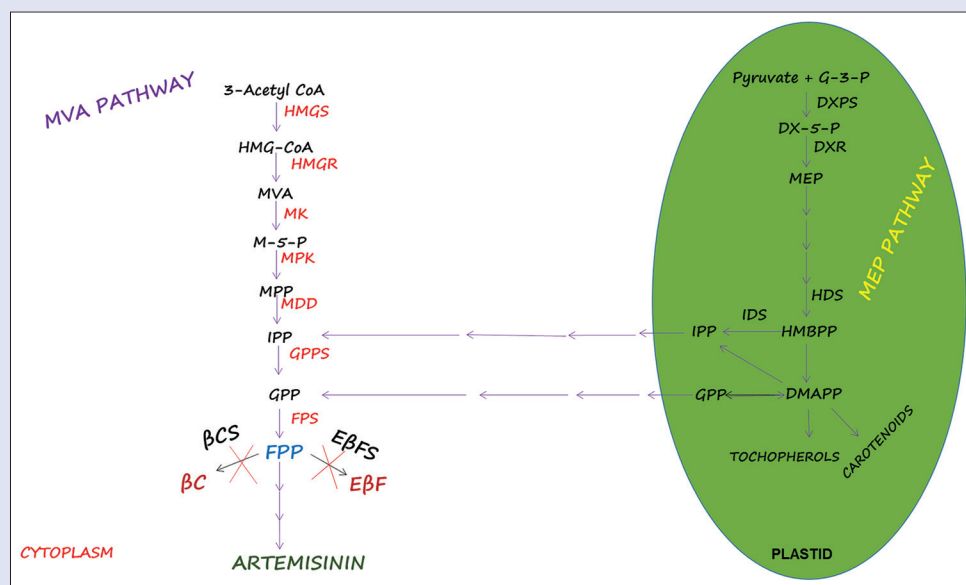 MVA PATHWAY
3-Acetyl CoA
HMGS
HMG-CoA
HMGR
MVA
MK
M-5-P
MPK
MPP
MDD
IPP
GPPS
GPP
FPS
FPP
βCS
βC
EβFS
EβF
ARTEMISININ
CYTOPLASM
Pyruvate + G-3-P
DXPS
DX-5-P
DXR
MEP
MEP PATHWAY
HDS
IDS
IPP
HMBPP
GPP
DMAPP
TOCHOPHEROLS
CAROTENOIDS
PLASTID